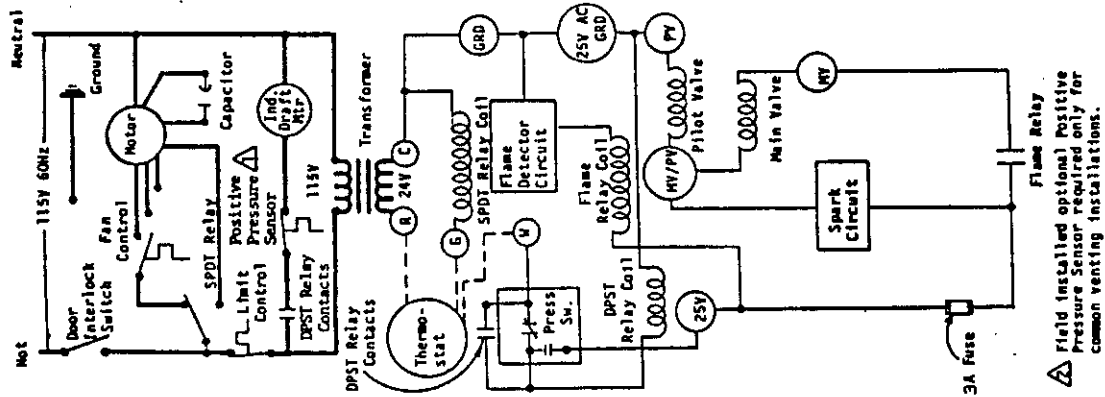 Hot
115V 60HZ
Neutral
Door
Interlock
Switch
Fan
Control
Ground
Motor
Capacitor
SPDT Relay
Limit
Control
Positive
Pressure
Sensor
2
Ind.
Draft
Mtr
DPST Relay
Contacts
115V
Transformer
24V
R
C
DPST Relay
Contacts
Thermo-
stat
G
SPDT Relay Coil
GRD
W
Press
Sw.
Flame
Detector
Circuit
25V AC
GRD
Flame
Relay Coil
DPST
Relay Coil
25V
PV
Pilot Valve
MV/PV
Main Valve
MV
Spark
Circuit
3A Fuse
Flame Relay
2 Field installed optional Positive
Pressure Sensor required only for
common venting installations.